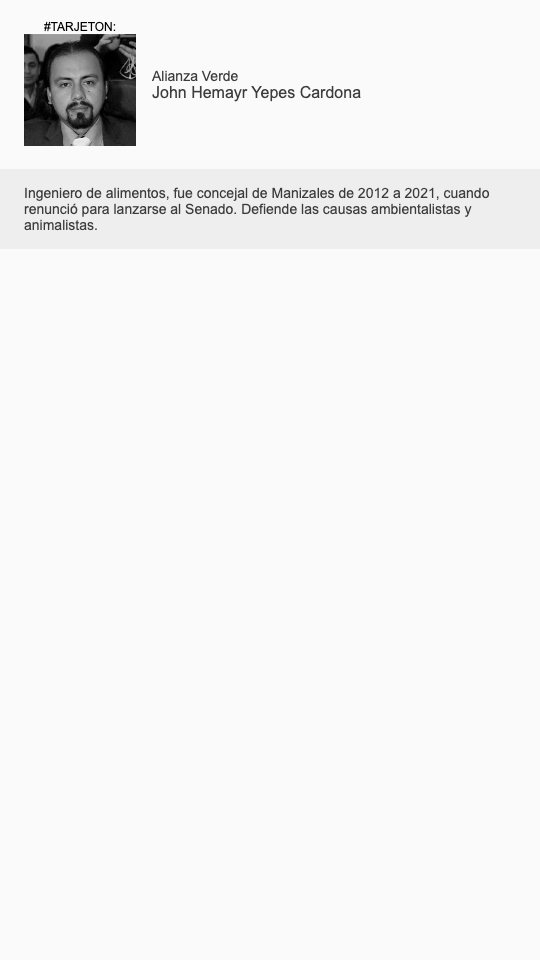 #TARJETON:
Alianza Verde
John Hemayr Yepes Cardona
Ingeniero de alimentos, fue concejal de Manizales de 2012 a 2021, cuando
renunció para lanzarse al Senado. Defiende las causas ambientalistas y
animalistas.